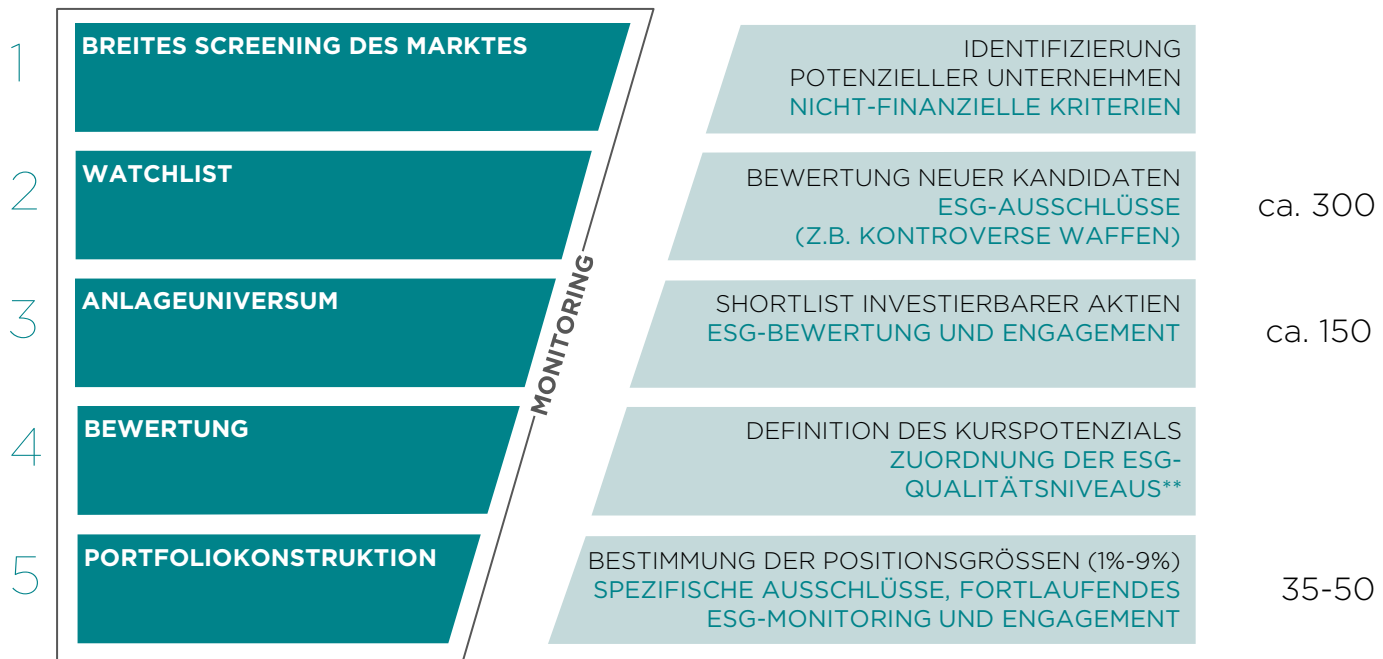 1
BREITES SCREENING DES MARKTES
IDENTIFIZIERUNG
POTENZIELLER UNTERNEHMEN
NICHT-FINANZIELLE KRITERIEN
2
WATCHLIST
BEWERTUNG NEUER KANDIDATEN
ESG-AUSSCHLÜSSE
(Z.B. KONTROVERSE WAFFEN)
ca. 300
3
ANLAGEUNIVERSUM
SHORTLIST INVESTIERBARER AKTIEN
ESG-BEWERTUNG UND ENGAGEMENT
ca. 150
MONITORING
4
BEWERTUNG
DEFINITION DES KURSPOTENZIALS
ZUORDNUNG DER ESG-
QUALITÄTSNIVEAUS**
5
PORTFOLIOKONSTRUKTION
BESTIMMUNG DER POSITIONSGRÖSSEN (1%-9%)
SPEZIFISCHE AUSSCHLÜSSE, FORTLAUFENDES
ESG-MONITORING UND ENGAGEMENT
35-50